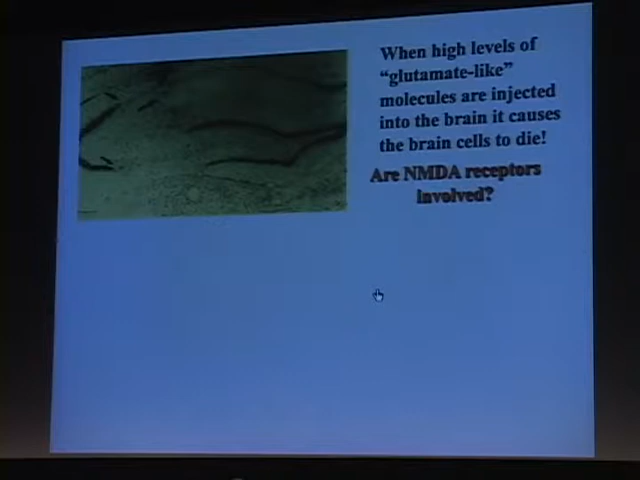 When high levels of
“glutamate-like”
molecules are injected
into the brain it causes
the brain cells to die!
Are NMDA receptors
involved?